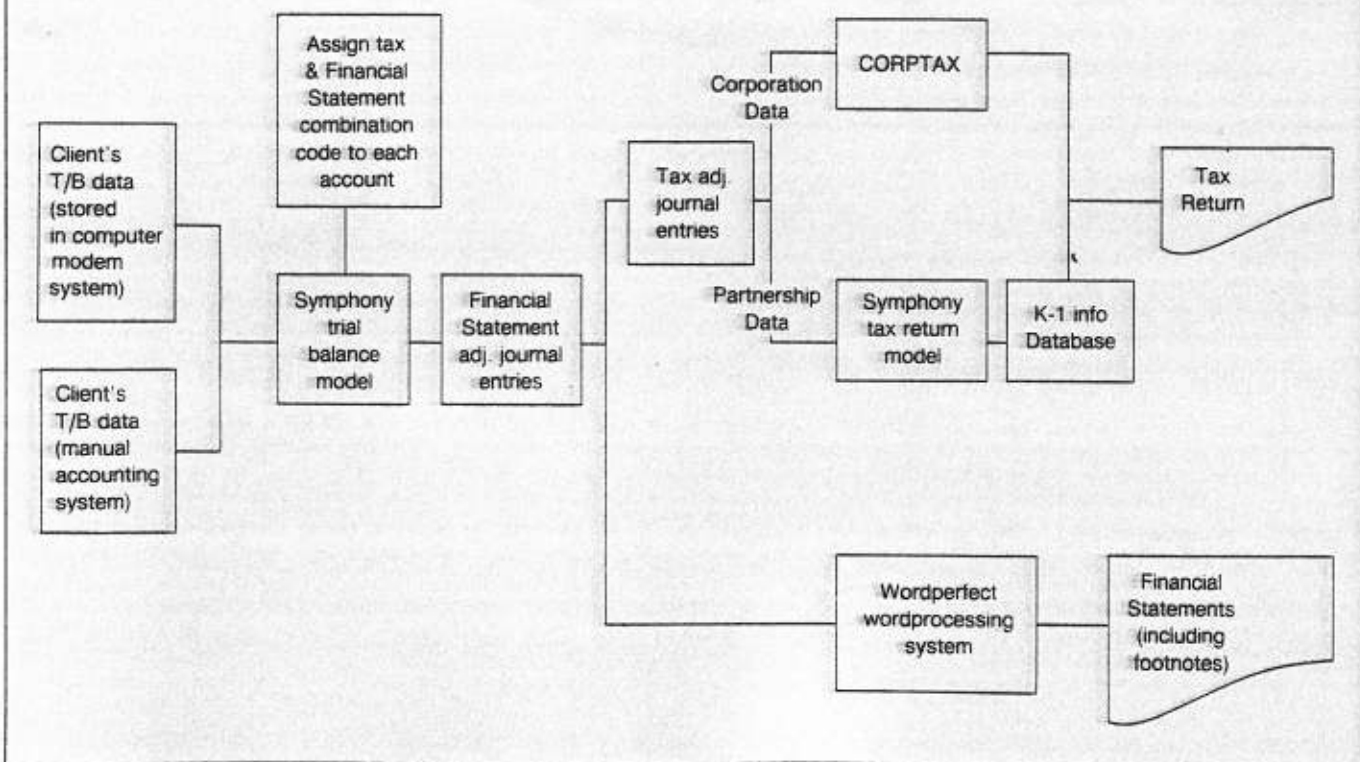 Client's
T/B data
(stored
in computer
modem
system)
Client's
T/B data
(manual
accounting
system)
Assign tax
& Financial
Statement
combination
code to each
account
Symphony
trial
balance
model
Financial
Statement
adj. journal
entries
Tax adj.
journal
entries
Corporation
Data
CORPTAX
Partnership
Data
Symphony
tax return
model
K-1 info
Database
Tax
Return
Wordperfect
wordprocessing
system
Financial
Statements
(including
footnotes)